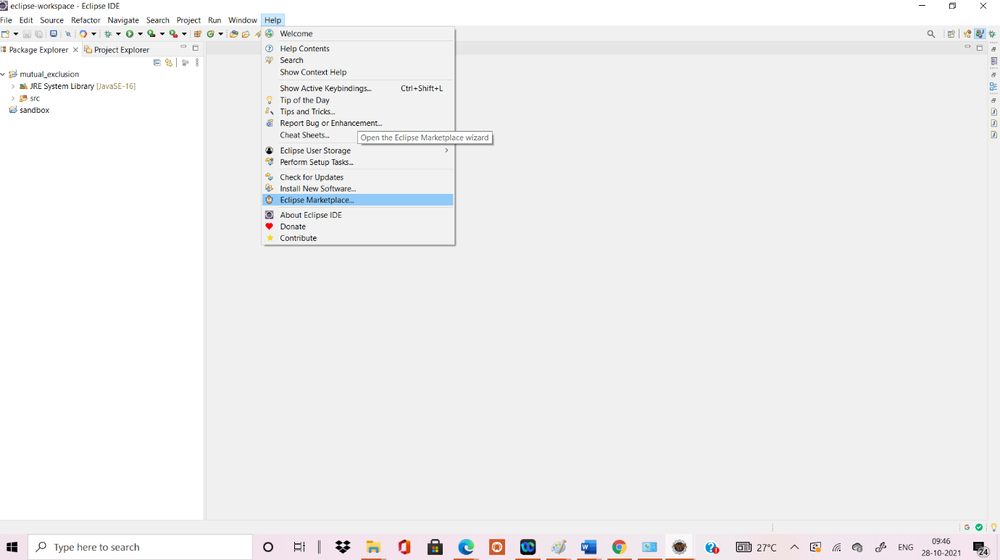 eclipse-workspace - Eclipse IDE
File Edit Source Refactor Navigate Search Project Run Window Help
Package Explorer Project Explorer
mutual_exclusion
JRE System Library [JavaSE-16]
src
sandbox
Welcome
Help Contents
Search
Show Context Help
Show Active Keybindings... Ctrl+Shift+L
Tip of the Day
Tips and Tricks...
Report Bug or Enhancement...
Cheat Sheets...
Open the Eclipse Marketplace wizard
Eclipse User Storage
Perform Setup Tasks...
Check for Updates
Install New Software...
Eclipse Marketplace...
About Eclipse IDE
Donate
Contribute
Type here to search
27°C
ENG
09:46
28-10-2021
24